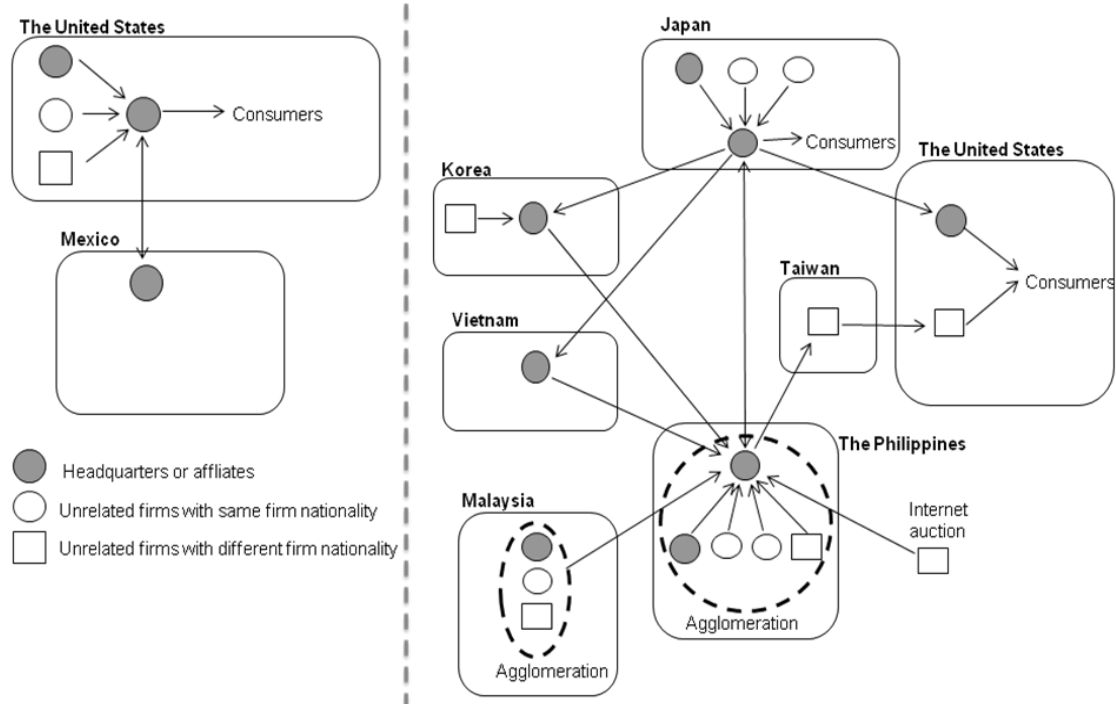 The United States
Consumers
Mexico
Headquarters or affliates
Unrelated firms with same firm nationality
Unrelated firms with different firm nationality
Japan
Consumers
Korea
The United States
Consumers
Taiwan
Vietnam
The Philippines
Agglomeration
Malaysia
Agglomeration
Internet
auction